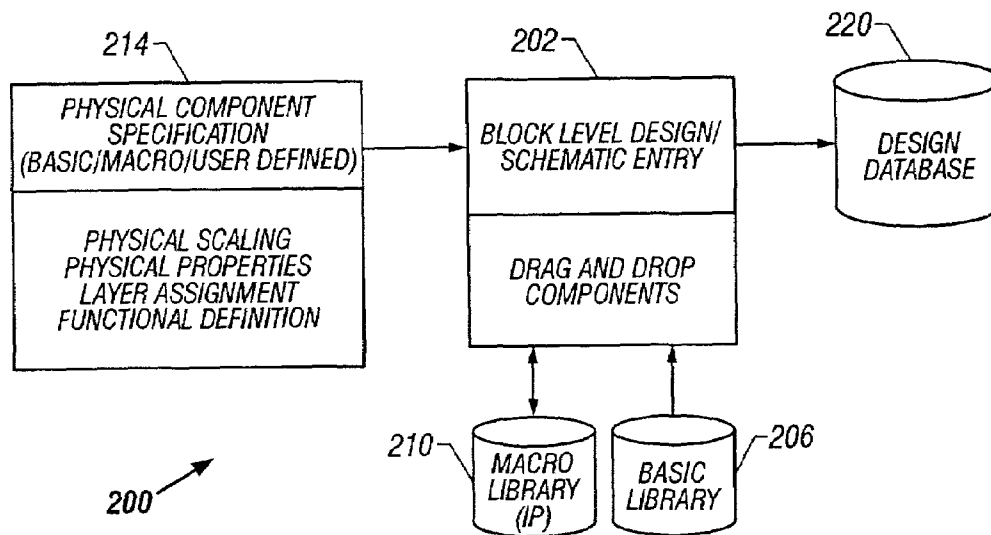 214
PHYSICAL COMPONENT
SPECIFICATION
(BASIC/MACRO/USER DEFINED)
PHYSICAL SCALING
PHYSICAL PROPERTIES
LAYER ASSIGNMENT
FUNCTIONAL DEFINITION
202
BLOCK LEVEL DESIGN/
SCHEMATIC ENTRY
DRAG AND DROP
COMPONENTS
220
DESIGN
DATABASE
210
MACRO
LIBRARY
(IP)
206
BASIC
LIBRARY
200